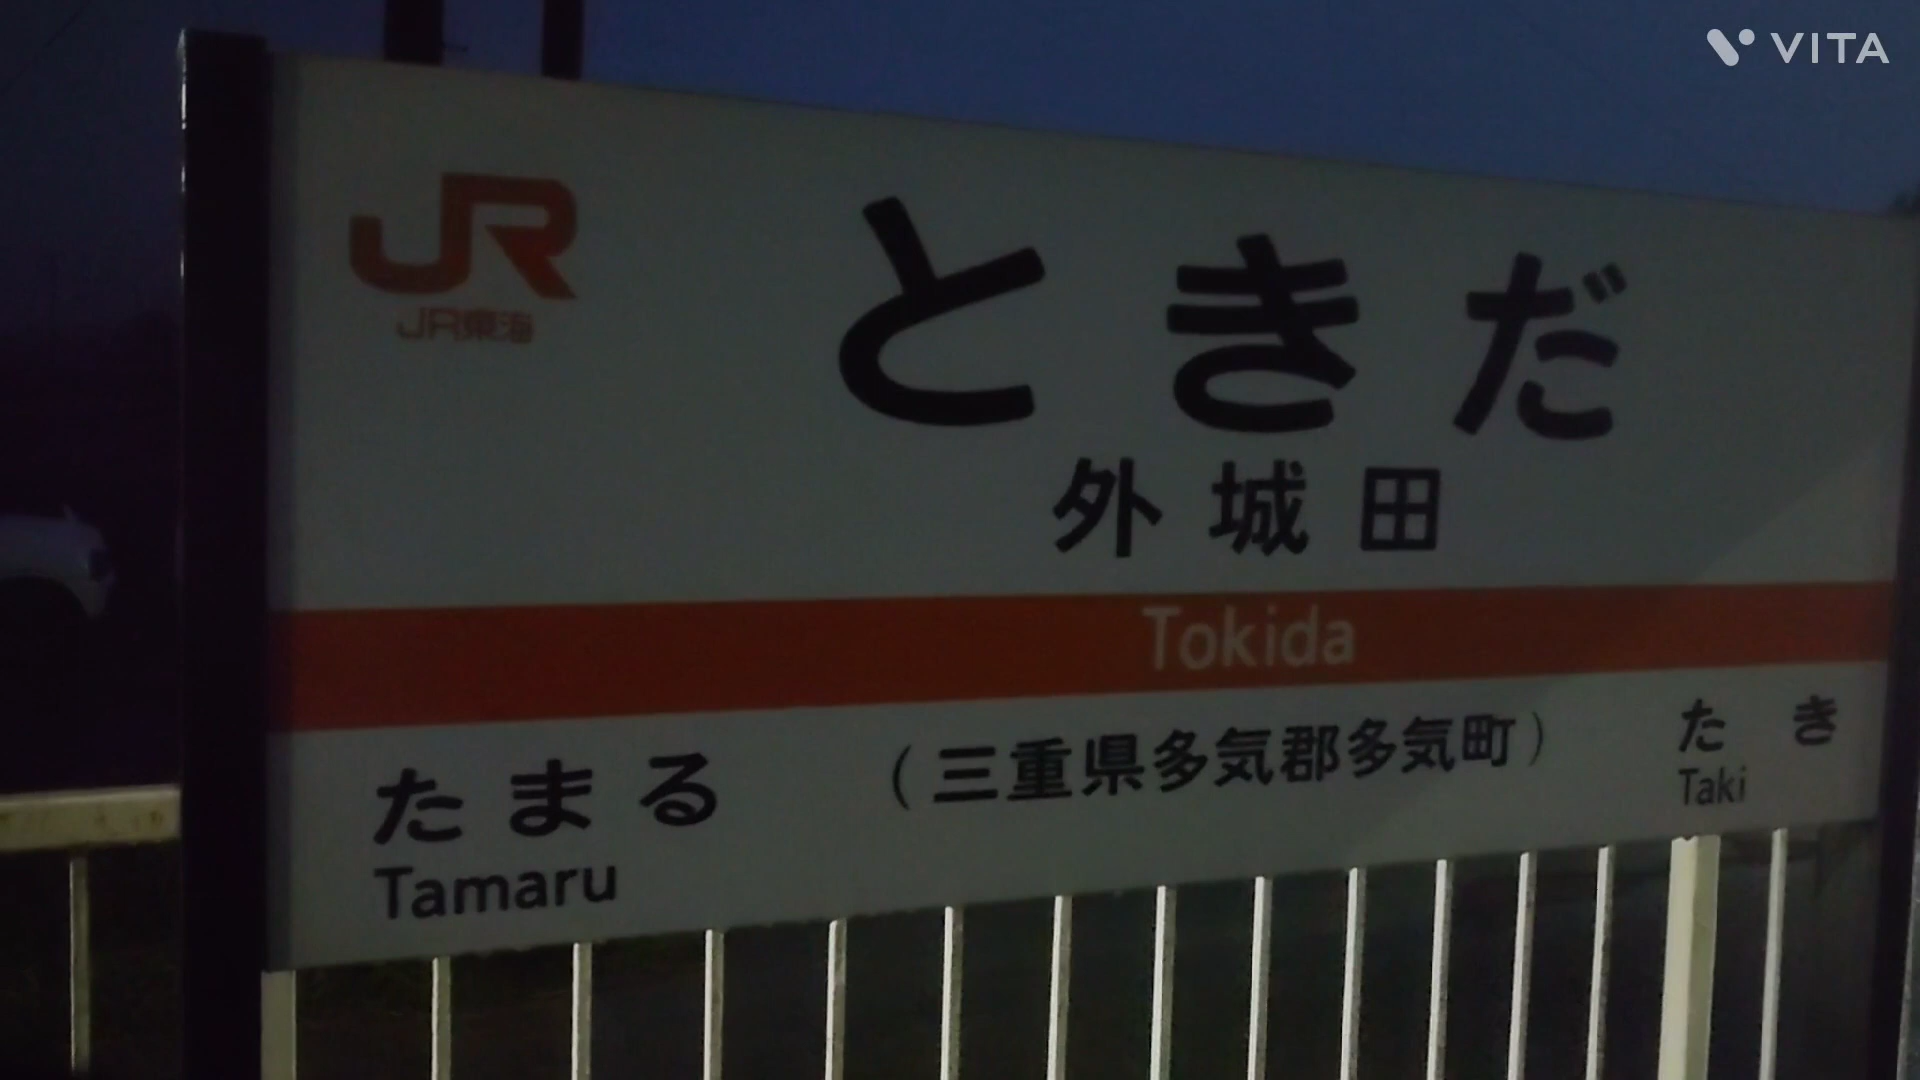 VITA
JR
JR東海
ときだ
外城田
Tokida
たまる
Tamaru
(三重県多気郡多気町)
たき
Taki